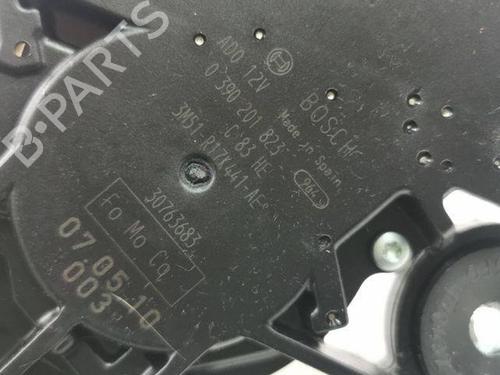 B-PARTS
ADO 12V
BOSCH
0 390 201 823
Made in Spain
C 83 HE
3M51-R17K441-AE
30763683
Fo Mo Co
07 05 10
003